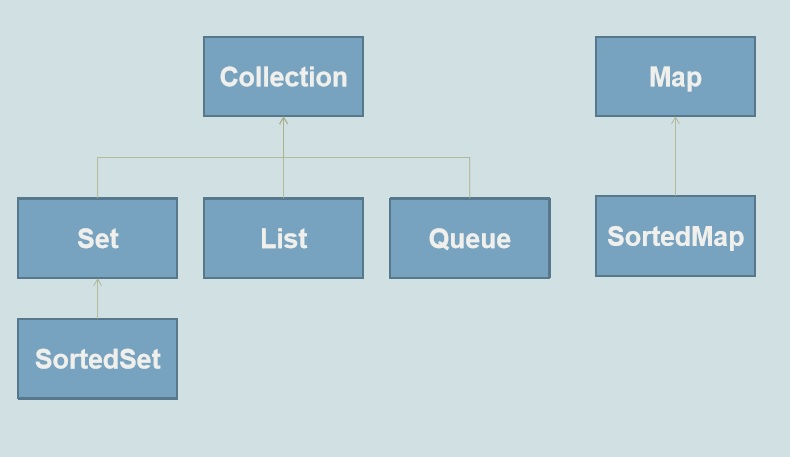 Collection
Map
Set
List
Queue
SortedMap
SortedSet